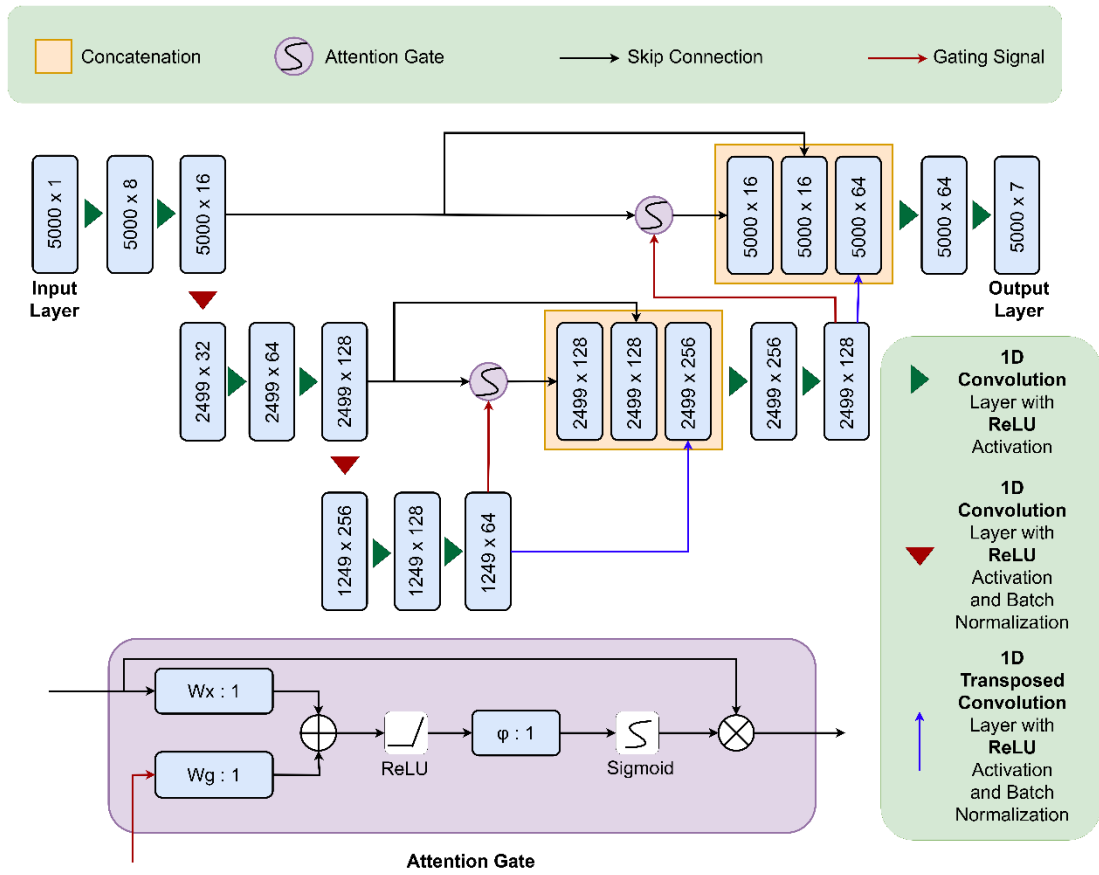 Concatenation
Attention Gate
Skip Connection
Gating Signal
5000 x 1
5000 x 8
5000 x 16
5000 x 16
5000 x 16
5000 x 64
5000 x 64
5000 x 7
Input
Layer
Output
Layer
2499 x 32
2499 x 64
2499 x 128
2499 x 128
2499 x 128
2499 x 256
2499 x 256
2499 x 128
1249 x 256
1249 x 128
1249 x 64
1D
Convolution
Layer with
ReLU
Activation
1D
Convolution
Layer with
ReLU
Activation
and Batch
Normalization
1D
Transposed
Convolution
Layer with
ReLU
Activation
and Batch
Normalization
Wx : 1
Wg : 1
ReLU
φ : 1
Sigmoid
Attention Gate